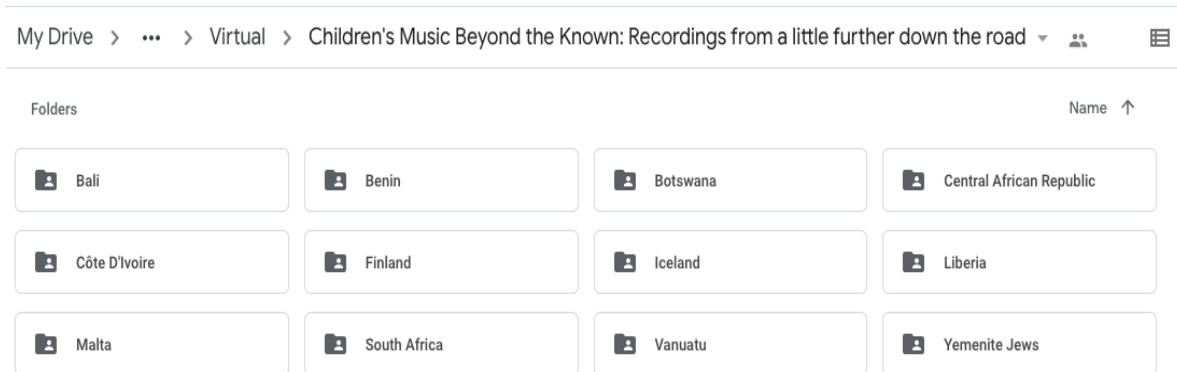 My Drive > ••• > Virtual > Children's Music Beyond the Known: Recordings from a little further down the road
Folders Name ↑
Bali Benin Botswana Central African Republic
Côte D'Ivoire Finland Iceland Liberia
Malta South Africa Vanuatu Yemenite Jews